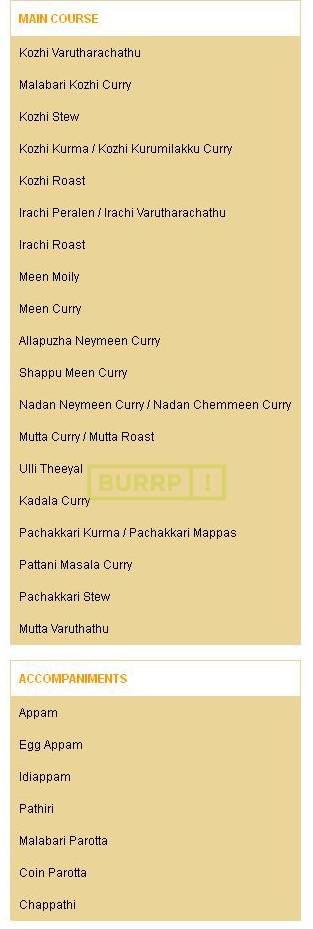 MAIN COURSE
Kozhi Varutharachathu
Malabari Kozhi Curry
Kozhi Stew
Kozhi Kurma / Kozhi Kurumilakku Curry
Kozhi Roast
Irachi Peralen / Irachi Varutharachathu
Irachi Roast
Meen Moily
Meen Curry
Allapuzha Neymeen Curry
Shappu Meen Curry
Nadan Neymeen Curry / Nadan Chemmeen Curry
Mutta Curry / Mutta Roast
Ulli Theeyal
BURRP !
Kadala Curry
Pachakkari Kurma / Pachakkari Mappas
Pattani Masala Curry
Pachakkari Stew
Mutta Varuthathu
ACCOMPANIMENTS
Appam
Egg Appam
Idiappam
Pathiri
Malabari Parotta
Coin Parotta
Chappathi